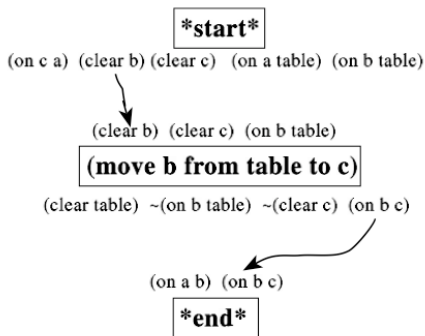 *start*
(on c a) (clear b) (clear c) (on a table) (on b table)
(clear b) (clear c) (on b table)
(move b from table to c)
(clear table) ~(on b table) ~(clear c) (on b c)
(on a b) (on b c)
*end*